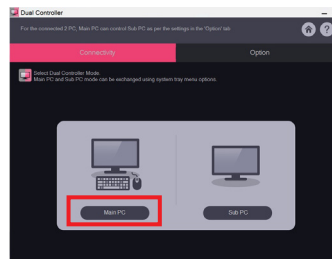 Dual Controller
For the connected 2 PC, Main PC can control Sub PC as per the settings in the 'Option' tab
?
Connectivity
Option
Select Dual Controller Mode.
Main PC and Sub PC mode can be exchanged using system tray menu options.
Main PC
Sub PC